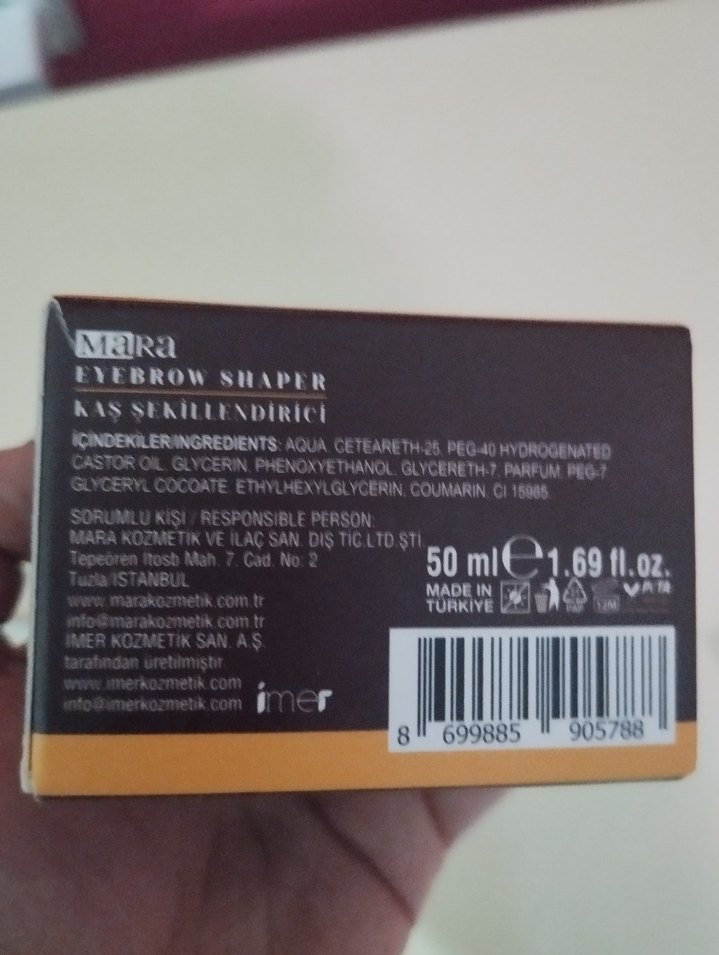 MaRa
EYEBROW SHAPER
KAŞ ŞEKİLLENDİRİCİ
İÇİNDEKİLER/INGREDIENTS: AQUA, CETEARETH-25, PEG-40 HYDROGENATED
CASTOR OIL, GLYCERIN, PHENOXYETHANOL, GLYCERETH-7, PARFUM, PEG-7
GLYCERYL COCOATE, ETHYLHEXYLGLYCERIN, COUMARIN, CI 15985.
SORUMLU KİŞİ / RESPONSIBLE PERSON:
MARA KOZMETİK VE İLAÇ SAN. DIŞ TİC.LTD.ŞTİ.
Tepeören Itosb Mah. 7. Cad. No: 2
Tuzla/İSTANBUL
www.marakozmetik.com.tr
info@marakozmetik.com.tr
İMER KOZMETİK SAN. A.Ş.
tarafından üretilmiştir.
www.imerkozmetik.com
info@imerkozmetik.com
imer
50 ml e 1.69 fl.oz.
MADE IN
TÜRKİYE
PAP
12M
8 699885 905788